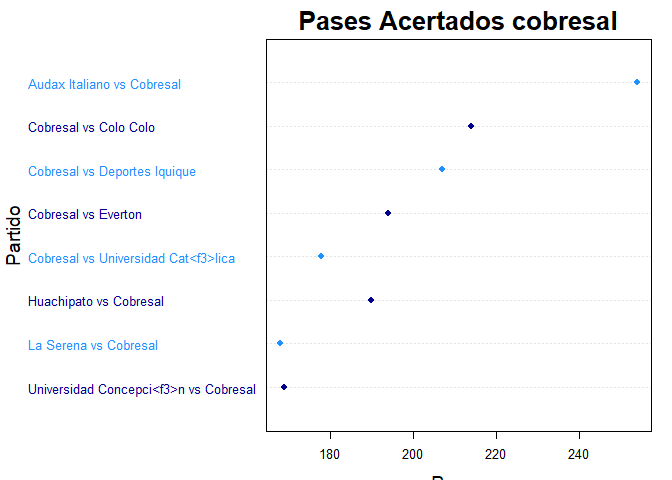 Pases Acertados cobresal
Audax Italiano vs Cobresal
Cobresal vs Colo Colo
Cobresal vs Deportes Iquique
Cobresal vs Everton
Cobresal vs Universidad Cat<f3>lica
Huachipato vs Cobresal
La Serena vs Cobresal
Universidad Concepci<f3>n vs Cobresal
Partido
180 200 220 240